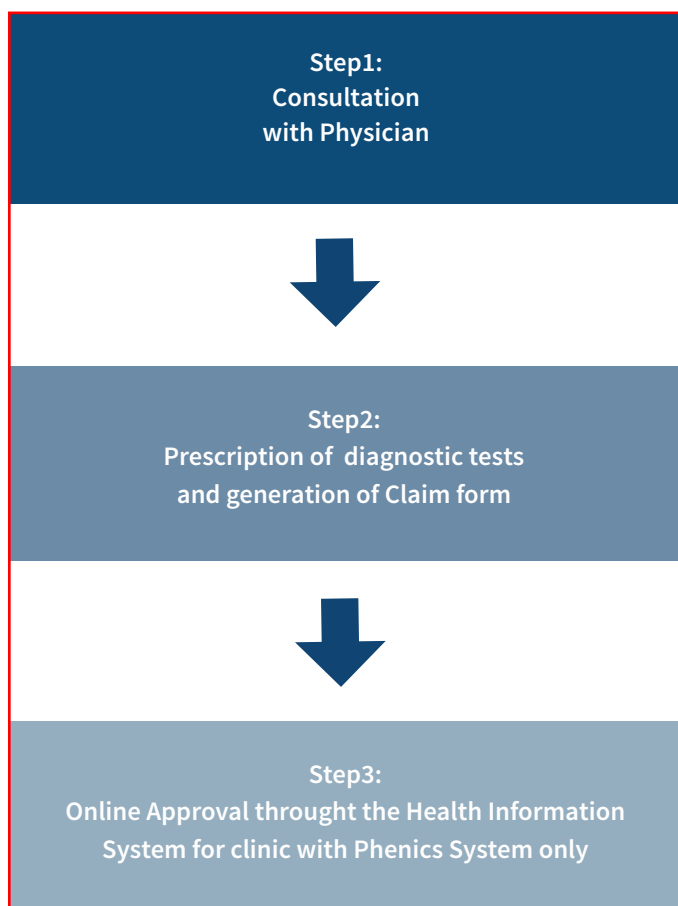 Step1:
Consultation
with Physician
Step2:
Prescription of  diagnostic tests
and generation of Claim form
Step3:
Online Approval throught the Health Information
System for clinic with Phenics System only